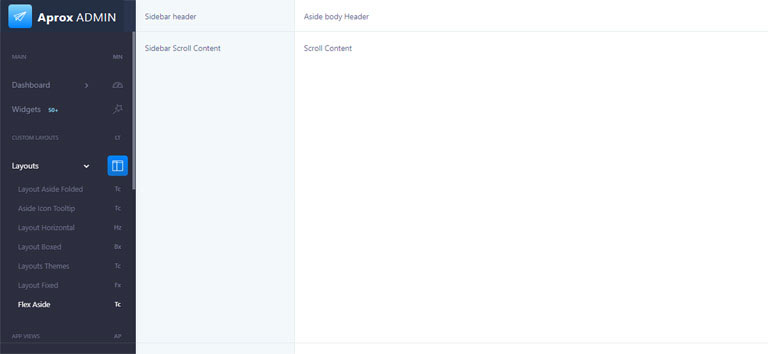 Aprox ADMIN
MAIN MN
Dashboard
Widgets 50+
CUSTOM LAYOUTS LT
Layouts
Layout Aside Folded Tc
Aside Icon Tooltip Tc
Layout Horizontal Hz
Layout Boxed Bx
Layouts Themes Tc
Layout Fixed Fx
Flex Aside Tc
APP VIEWS AP
Sidebar header
Sidebar Scroll Content
Aside body Header
Scroll Content